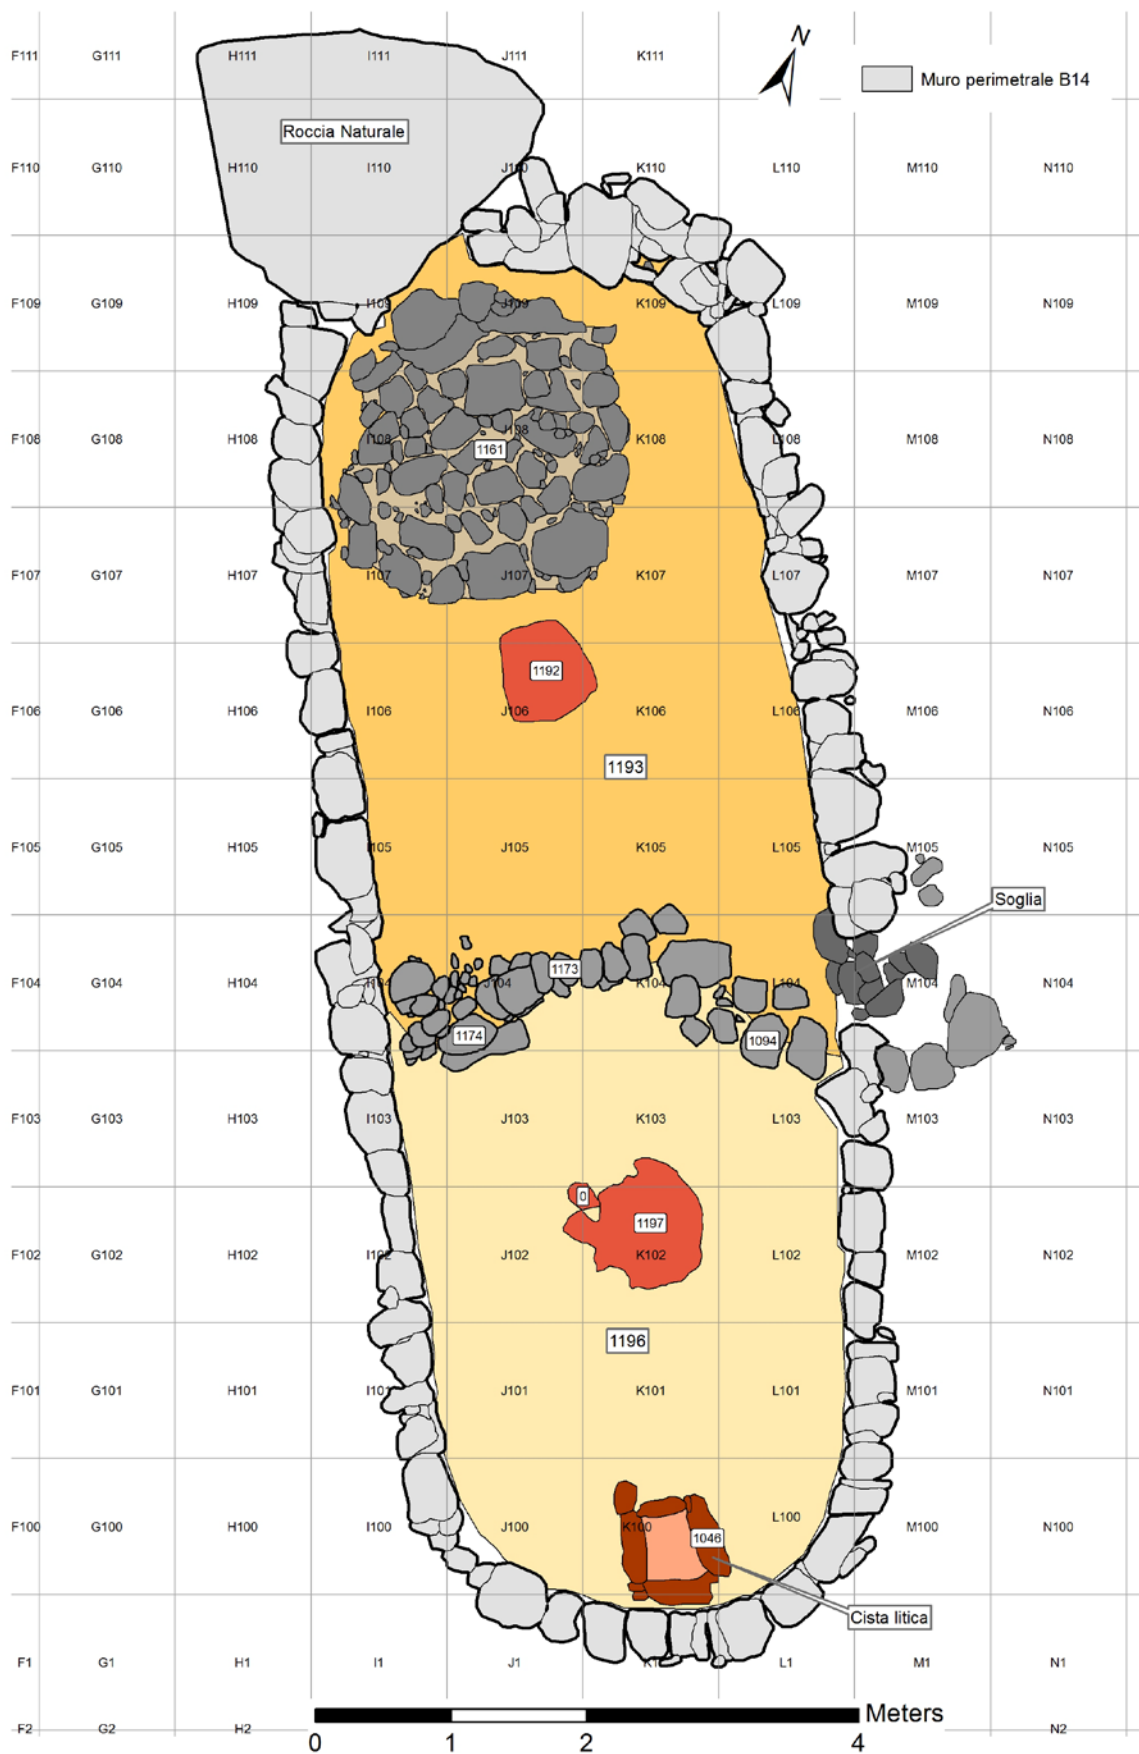 N
F111 G111 H111 I111 J111 K111
Muro perimetrale B14
Roccia Naturale
F110 G110 H110 I110 J110 K110 L110 M110 N110
F109 G109 H109 I109 J109 K109 L109 M109 N109
F108 G108 H108 I108 J108 K108 L108 M108 N108
1161
F107 G107 H107 I107 J107 K107 L107 M107 N107
1192
F106 G106 H106 I106 J106 K106 L106 M106 N106
1193
F105 G105 H105 I105 J105 K105 L105 M105 N105
Soglia
1173
F104 G104 H104 I104 J104 K104 L104 M104 N104
1174 1094
F103 G103 H103 I103 J103 K103 L103 M103 N103
0
1197
F102 G102 H102 I102 J102 K102 L102 M102 N102
1196
F101 G101 H101 I101 J101 K101 L101 M101 N101
F100 G100 H100 I100 J100 K100 L100 M100 N100
1046
Cista litica
F1 G1 H1 I1 J1 K1 L1 M1 N1
Meters
F2 G2 H2 N2
0 1 2 4